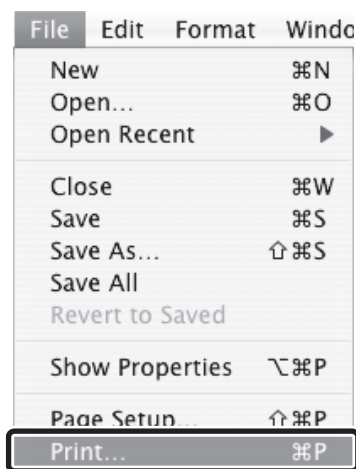 File Edit Format Windo
New ⌘N
Open... ⌘O
Open Recent ▶
Close ⌘W
Save ⌘S
Save As... ⇧⌘S
Save All
Revert to Saved
Show Properties ⌥⌘P
Page Setup... ⇧⌘P
Print... ⌘P